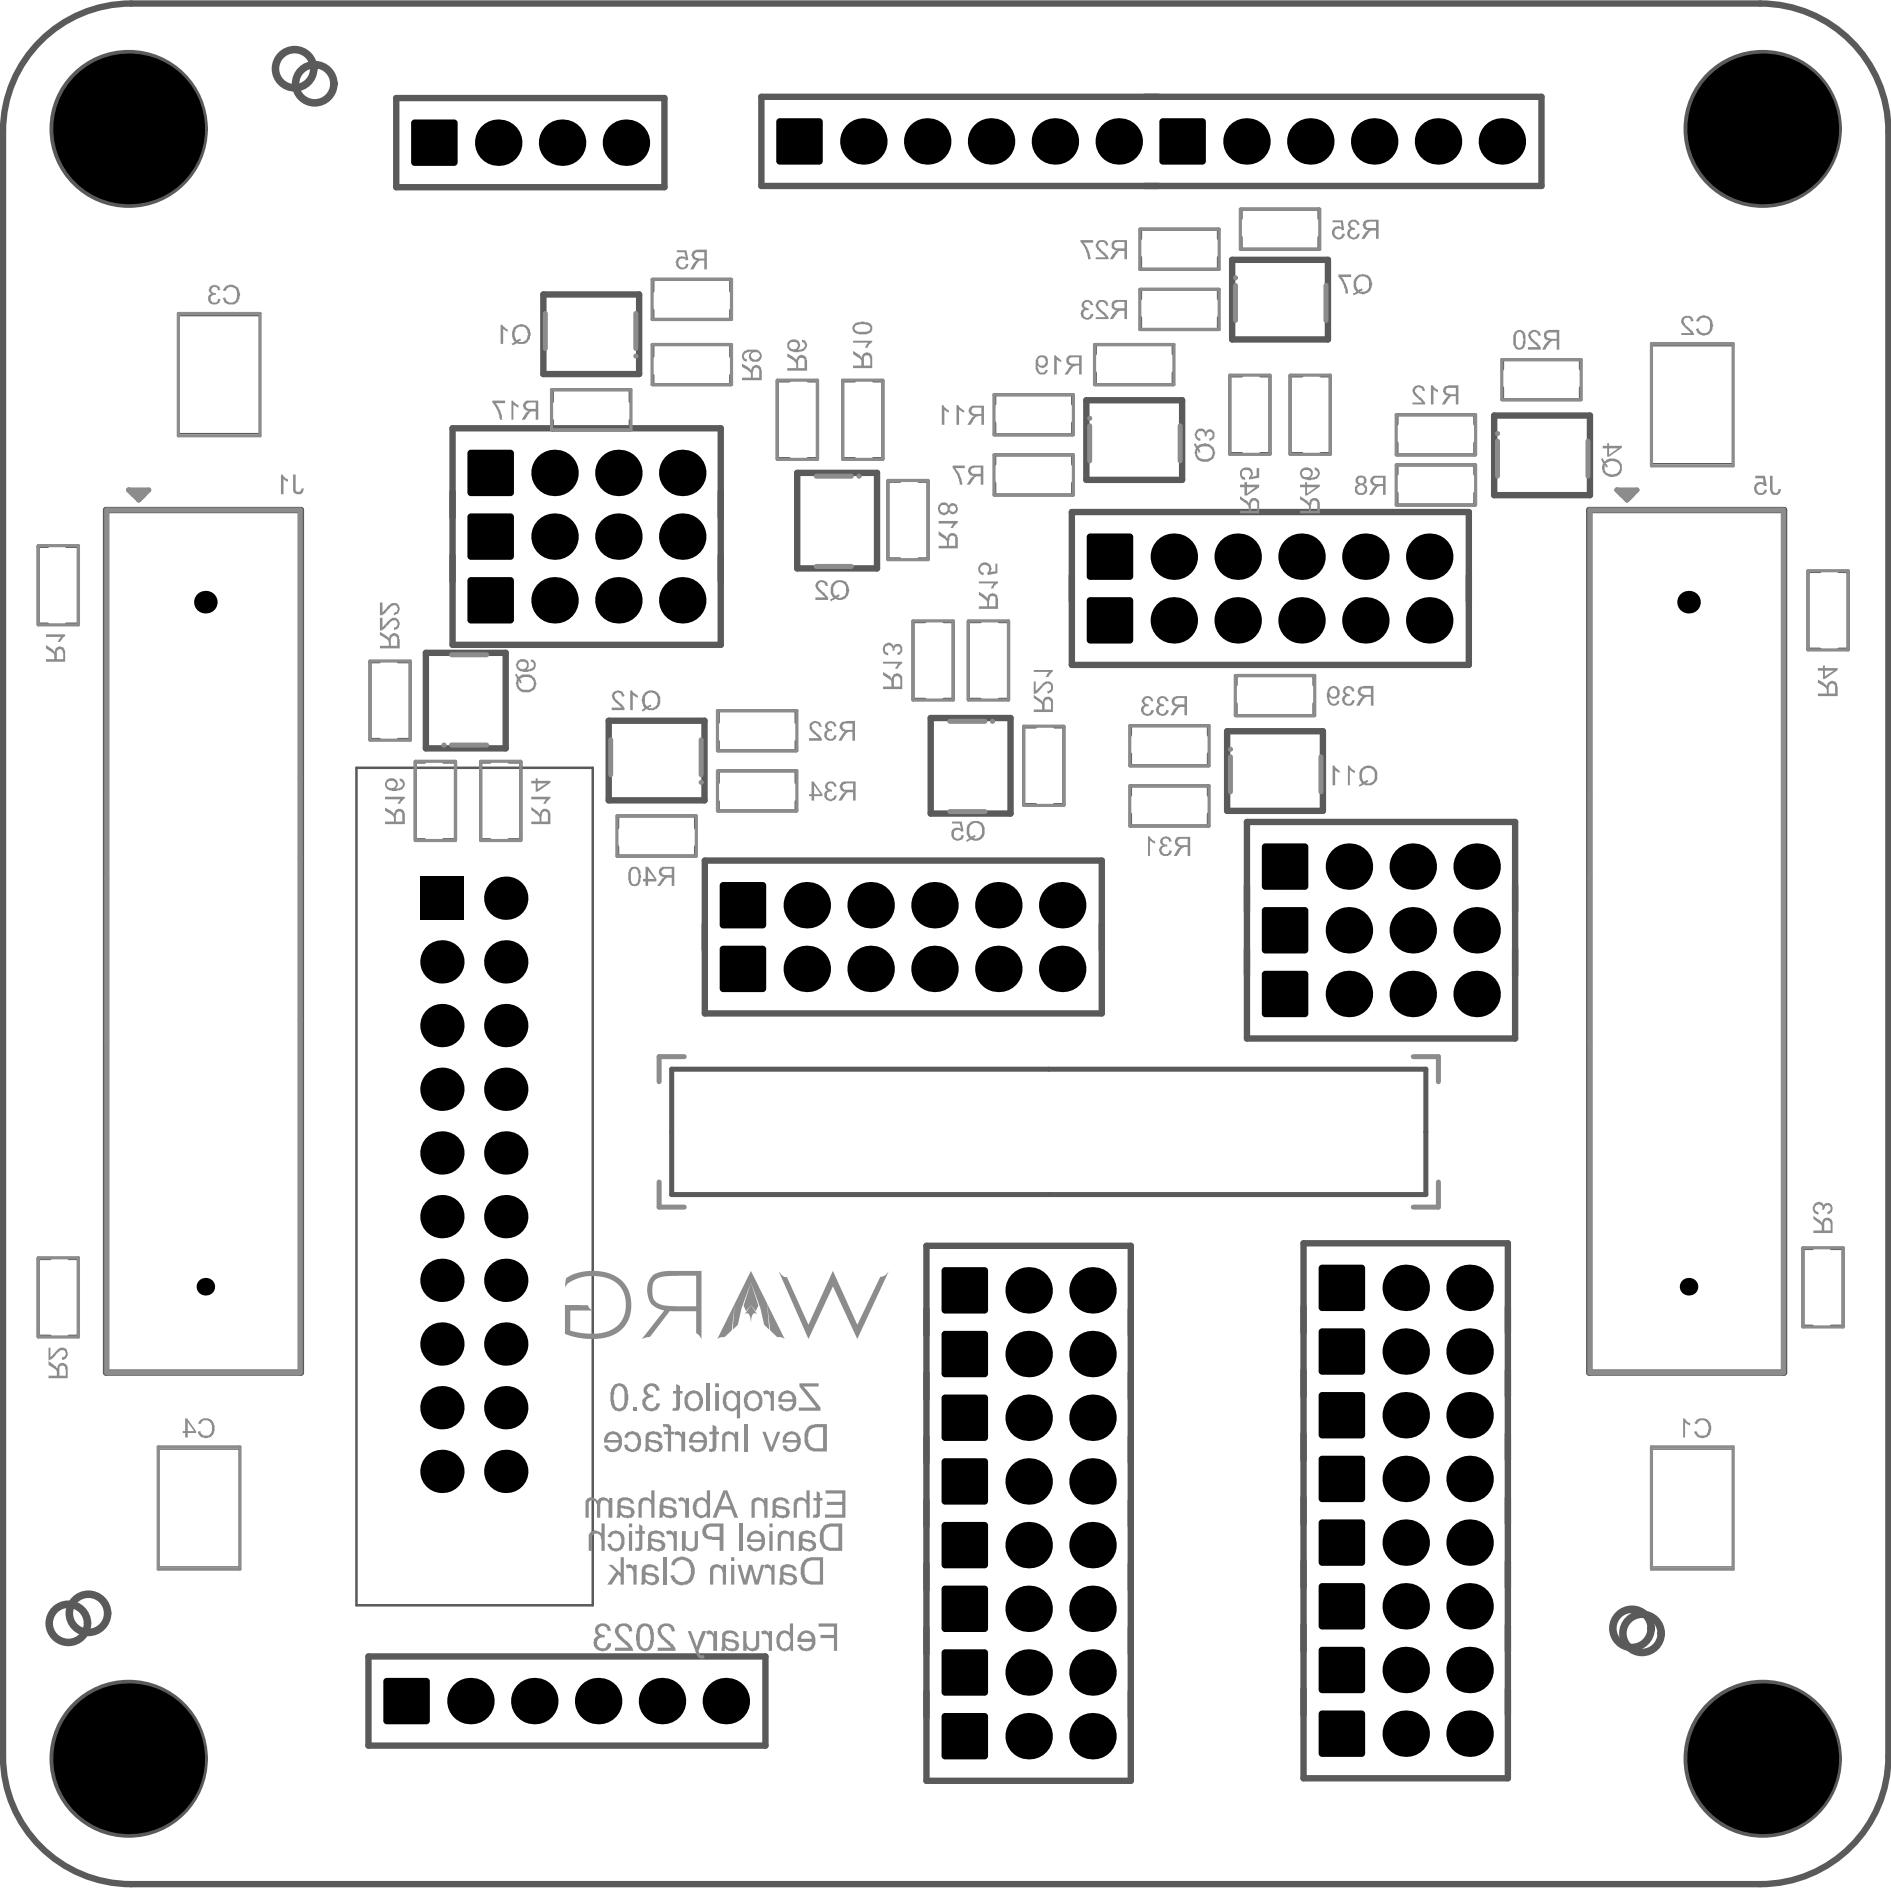 R35
R27
R5
Q7
C3
R23
C2
Q1
R10
R20
R6
R9
R19
R12
R17
R11
Q3
Q4
R7
R45
R46
R8
J1
J5
R18
Q2
R15
R22
R1
R13
Q6
R21
R4
Q12
R33
R39
R32
Q11
R16
R14
R34
Q5
R31
R40
R3
WARG
R2
Zeropilot 3.0
C4
C1
Dev Interface
Ethan Abraham
Daniel Puratich
Darwin Clark
February 2023